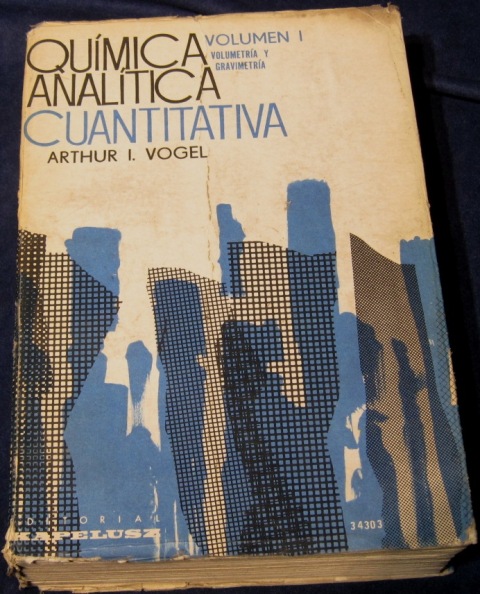 QUÍMICA
ANALÍTICA
CUANTITATIVA
VOLUMEN I
VOLUMETRÍA Y
GRAVIMETRÍA
ARTHUR I. VOGEL
EDITORIAL
KAPELUSZ
34303